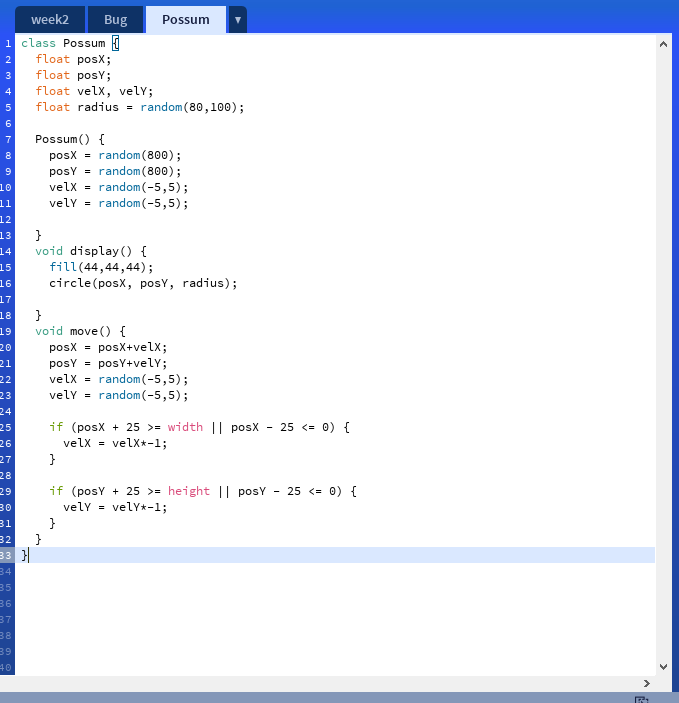 week2 Bug Possum ▼
1 class Possum {
2 float posX;
3 float posY;
4 float velX, velY;
5 float radius = random(80,100);
6
7 Possum() {
8 posX = random(800);
9 posY = random(800);
10 velX = random(-5,5);
11 velY = random(-5,5);
12
13 }
14 void display() {
15 fill(44,44,44);
16 circle(posX, posY, radius);
17
18 }
19 void move() {
20 posX = posX+velX;
21 posY = posY+velY;
22 velX = random(-5,5);
23 velY = random(-5,5);
24
25 if (posX + 25 >= width || posX - 25 <= 0) {
26 velX = velX*-1;
27 }
28
29 if (posY + 25 >= height || posY - 25 <= 0) {
30 velY = velY*-1;
31 }
32 }
33 }
34
35
36
37
38
39
40